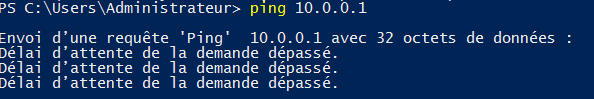 PS C:\Users\Administrateur> ping 10.0.0.1
Envoi d'une requête 'Ping'  10.0.0.1 avec 32 octets de données :
Délai d'attente de la demande dépassé.
Délai d'attente de la demande dépassé.
Délai d'attente de la demande dépassé.